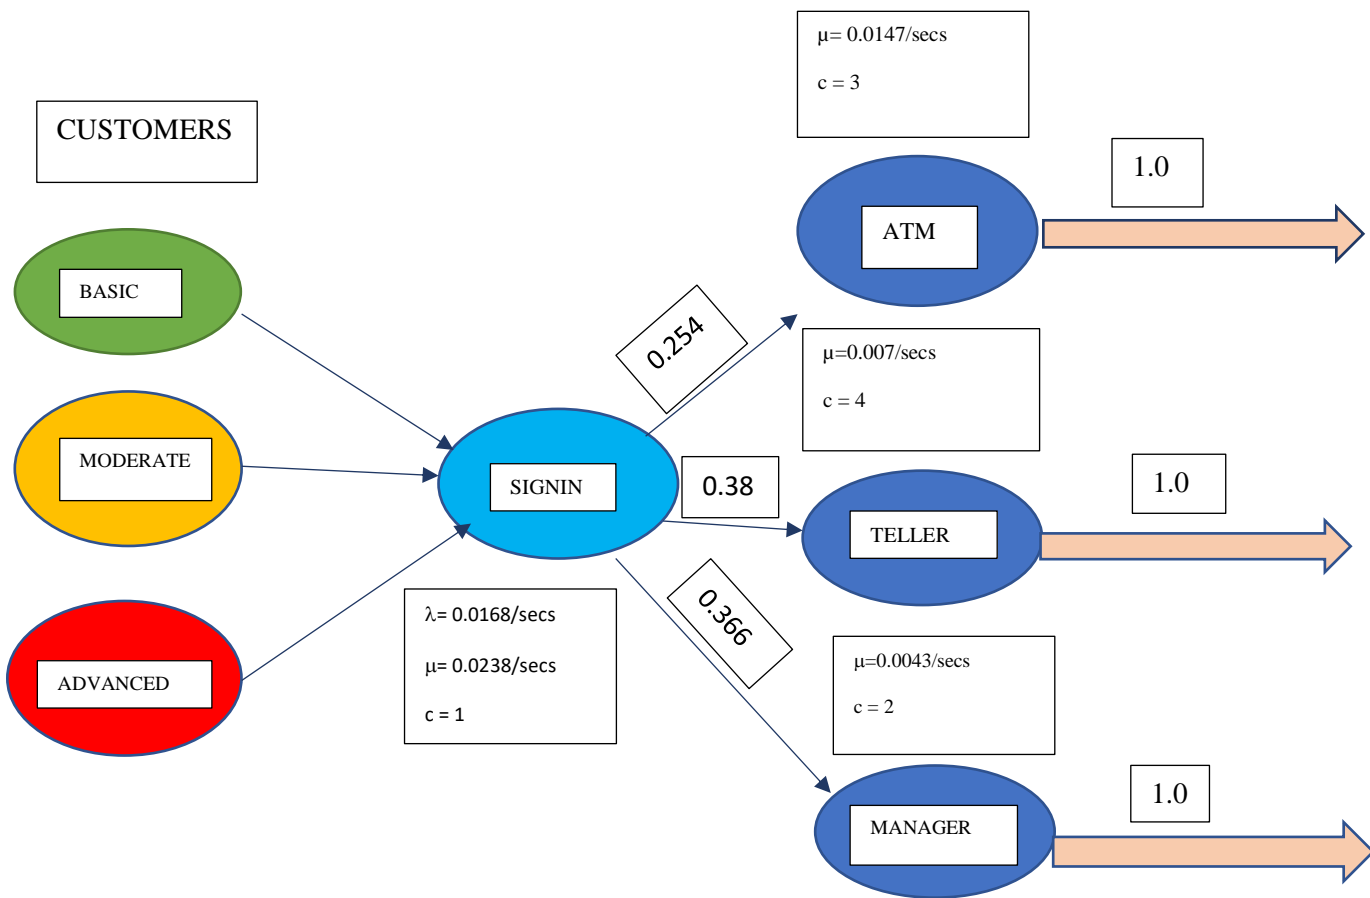 CUSTOMERS
BASIC
MODERATE
ADVANCED
SIGNIN
λ= 0.0168/secs
μ= 0.0238/secs
c = 1
0.254
0.38
0.366
µ= 0.0147/secs
c = 3
ATM
1.0
µ=0.007/secs
c = 4
TELLER
1.0
µ=0.0043/secs
c = 2
MANAGER
1.0